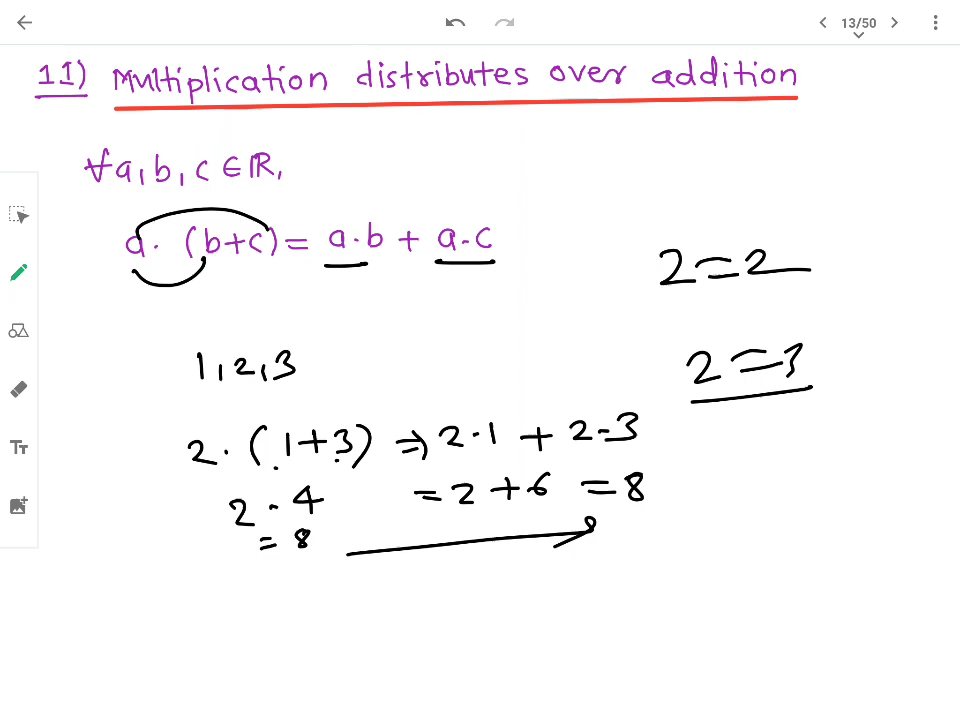 13/50
11) Multiplication distributes over addition
∀a, b, c ∈ ℝ,
a. (b+c) = a.b + a.c
2=2
1, 2, 3
2=3
2. (1+3) ⇒ 2.1 + 2.3
2.4 = 2+6 = 8
= 8
Tт